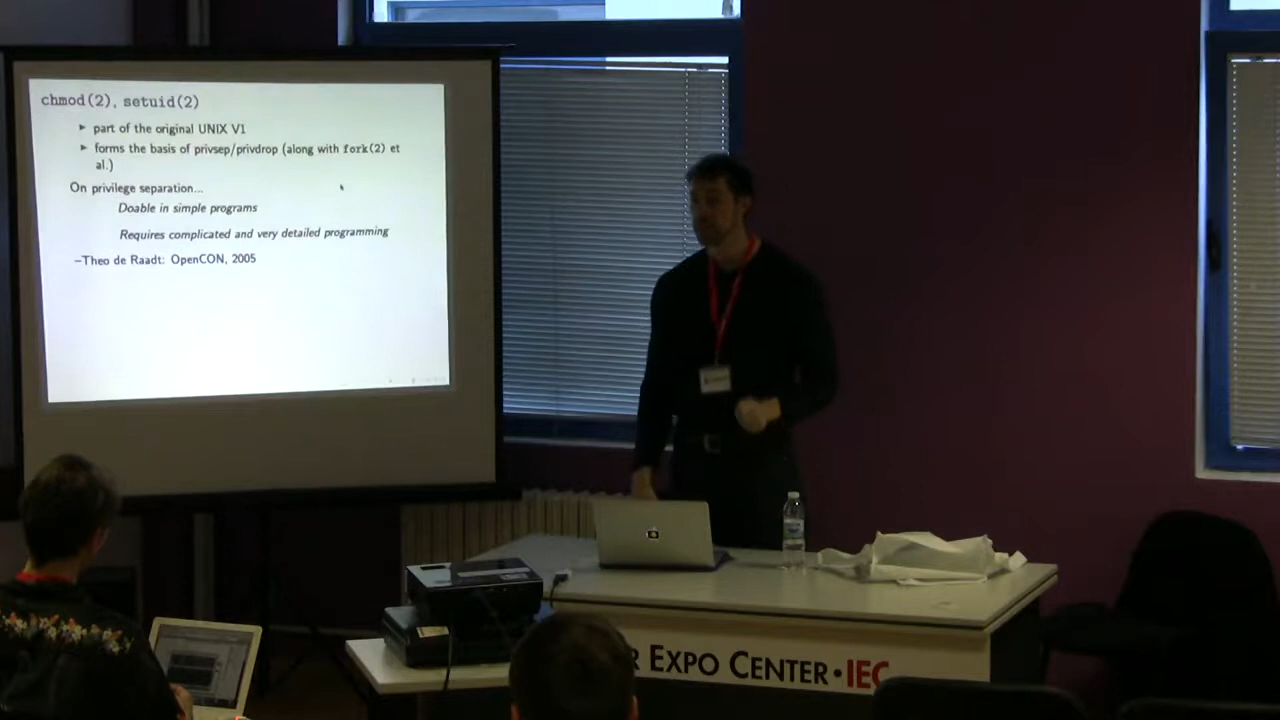 chmod(2), setuid(2)
▸ part of the original UNIX V1
▸ forms the basis of privsep/privdrop (along with fork(2) et
al.)
On privilege separation...
Doable in simple programs
Requires complicated and very detailed programming
–Theo de Raadt: OpenCON, 2005
R EXPO CENTER • IEC